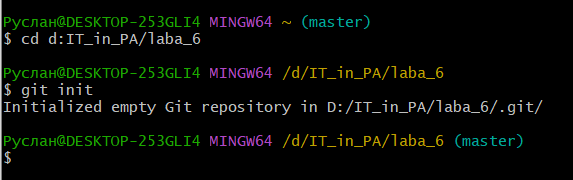 Руслан@DESKTOP-253GLI4 MINGW64 ~ (master)
$ cd d:IT_in_PA/laba_6
Руслан@DESKTOP-253GLI4 MINGW64 /d/IT_in_PA/laba_6
$ git init
Initialized empty Git repository in D:/IT_in_PA/laba_6/.git/
Руслан@DESKTOP-253GLI4 MINGW64 /d/IT_in_PA/laba_6 (master)
$